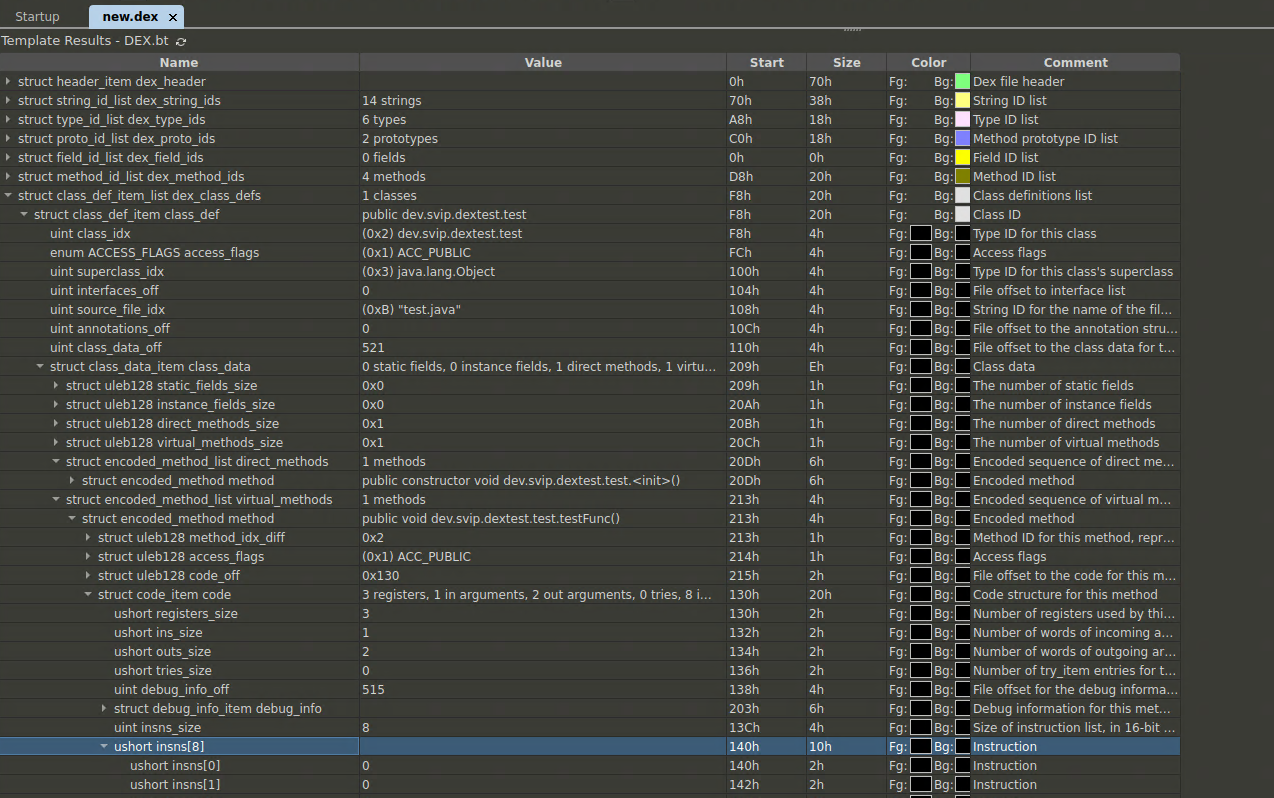 Startup new.dex ×
Template Results - DEX.bt
Name Value Start Size Color Comment
struct header_item dex_header 0h 70h Fg: Bg: Dex file header
struct string_id_list dex_string_ids 14 strings 70h 38h Fg: Bg: String ID list
struct type_id_list dex_type_ids 6 types A8h 18h Fg: Bg: Type ID list
struct proto_id_list dex_proto_ids 2 prototypes C0h 18h Fg: Bg: Method prototype ID list
struct field_id_list dex_field_ids 0 fields 0h 0h Fg: Bg: Field ID list
struct method_id_list dex_method_ids 4 methods D8h 20h Fg: Bg: Method ID list
struct class_def_item_list dex_class_defs 1 classes F8h 20h Fg: Bg: Class definitions list
struct class_def_item class_def public dev.svip.dextest.test F8h 20h Fg: Bg: Class ID
uint class_idx (0x2) dev.svip.dextest.test F8h 4h Fg: Bg: Type ID for this class
enum ACCESS_FLAGS access_flags (0x1) ACC_PUBLIC FCh 4h Fg: Bg: Access flags
uint superclass_idx (0x3) java.lang.Object 100h 4h Fg: Bg: Type ID for this class's superclass
uint interfaces_off 0 104h 4h Fg: Bg: File offset to interface list
uint source_file_idx (0xB) "test.java" 108h 4h Fg: Bg: String ID for the name of the fil...
uint annotations_off 0 10Ch 4h Fg: Bg: File offset to the annotation stru...
uint class_data_off 521 110h 4h Fg: Bg: File offset to the class data for t...
struct class_data_item class_data 0 static fields, 0 instance fields, 1 direct methods, 1 virtu... 209h Eh Fg: Bg: Class data
struct uleb128 static_fields_size 0x0 209h 1h Fg: Bg: The number of static fields
struct uleb128 instance_fields_size 0x0 20Ah 1h Fg: Bg: The number of instance fields
struct uleb128 direct_methods_size 0x1 20Bh 1h Fg: Bg: The number of direct methods
struct uleb128 virtual_methods_size 0x1 20Ch 1h Fg: Bg: The number of virtual methods
struct encoded_method_list direct_methods 1 methods 20Dh 6h Fg: Bg: Encoded sequence of direct me...
struct encoded_method method public constructor void dev.svip.dextest.test.<init>() 20Dh 6h Fg: Bg: Encoded method
struct encoded_method_list virtual_methods 1 methods 213h 4h Fg: Bg: Encoded sequence of virtual m...
struct encoded_method method public void dev.svip.dextest.test.testFunc() 213h 4h Fg: Bg: Encoded method
struct uleb128 method_idx_diff 0x2 213h 1h Fg: Bg: Method ID for this method, repr...
struct uleb128 access_flags (0x1) ACC_PUBLIC 214h 1h Fg: Bg: Access flags
struct uleb128 code_off 0x130 215h 2h Fg: Bg: File offset to the code for this m...
struct code_item code 3 registers, 1 in arguments, 2 out arguments, 0 tries, 8 i... 130h 20h Fg: Bg: Code structure for this method
ushort registers_size 3 130h 2h Fg: Bg: Number of registers used by thi...
ushort ins_size 1 132h 2h Fg: Bg: Number of words of incoming a...
ushort outs_size 2 134h 2h Fg: Bg: Number of words of outgoing ar...
ushort tries_size 0 136h 2h Fg: Bg: Number of try_item entries for t...
uint debug_info_off 515 138h 4h Fg: Bg: File offset for the debug informa...
struct debug_info_item debug_info 203h 6h Fg: Bg: Debug information for this met...
uint insns_size 8 13Ch 4h Fg: Bg: Size of instruction list, in 16-bit ...
ushort insns[8] 140h 10h Fg: Bg: Instruction
ushort insns[0] 0 140h 2h Fg: Bg: Instruction
ushort insns[1] 0 142h 2h Fg: Bg: Instruction